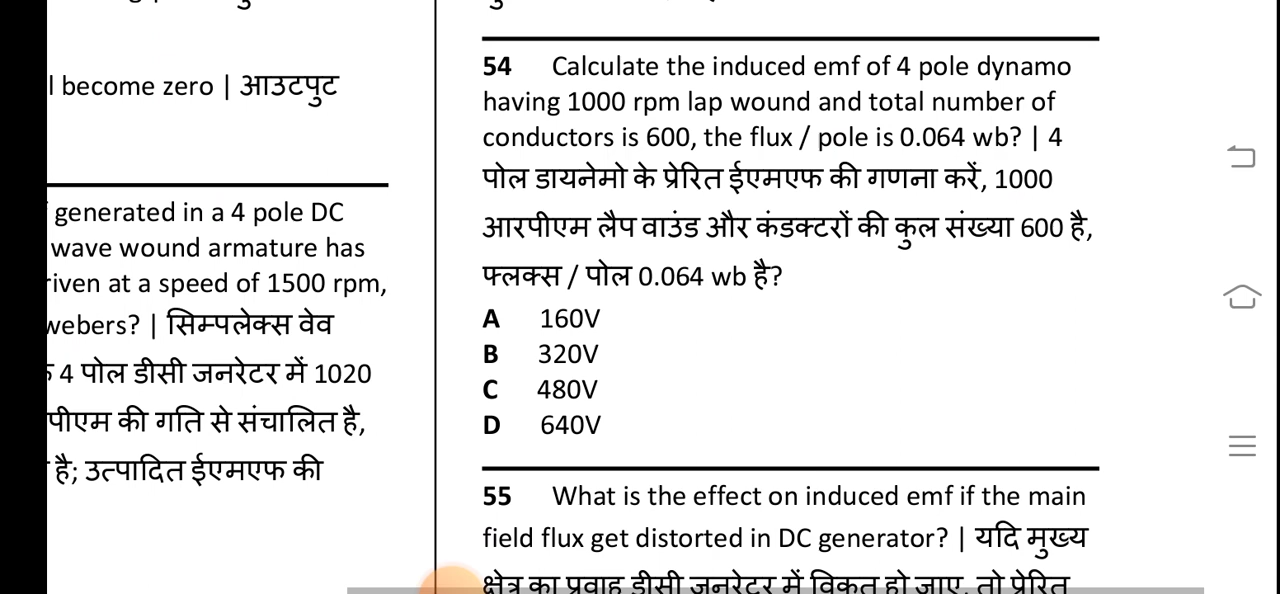 l become zero | आउटपुट
generated in a 4 pole DC
wave wound armature has
riven at a speed of 1500 rpm,
webers? | सिम्पलेक्स वेव
4 पोल डीसी जनरेटर में 1020
पीएम की गति से संचालित है,
है; उत्पादित ईएमएफ की
54 Calculate the induced emf of 4 pole dynamo
having 1000 rpm lap wound and total number of
conductors is 600, the flux / pole is 0.064 wb? | 4
पोल डायनेमो के प्रेरित ईएमएफ की गणना करें, 1000
आरपीएम लैप वाउंड और कंडक्टरों की कुल संख्या 600 है,
फ्लक्स / पोल 0.064 wb है?
A 160V
B 320V
C 480V
D 640V
55 What is the effect on induced emf if the main
field flux get distorted in DC generator? | यदि मुख्य
क्षेत्र का प्रवाह डीसी जनरेटर में विकृत हो जाए, तो प्रेरित